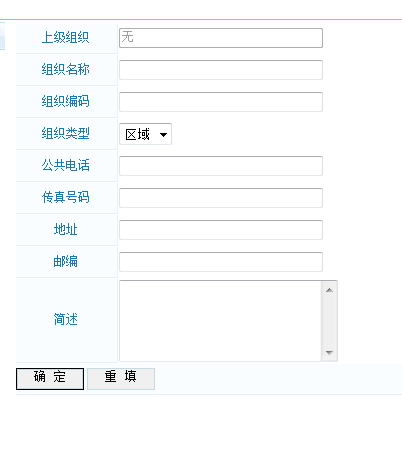 上级组织 无
组织名称
组织编码
组织类型 区域
公共电话
传真号码
地址
邮编
简述
确 定 重 填